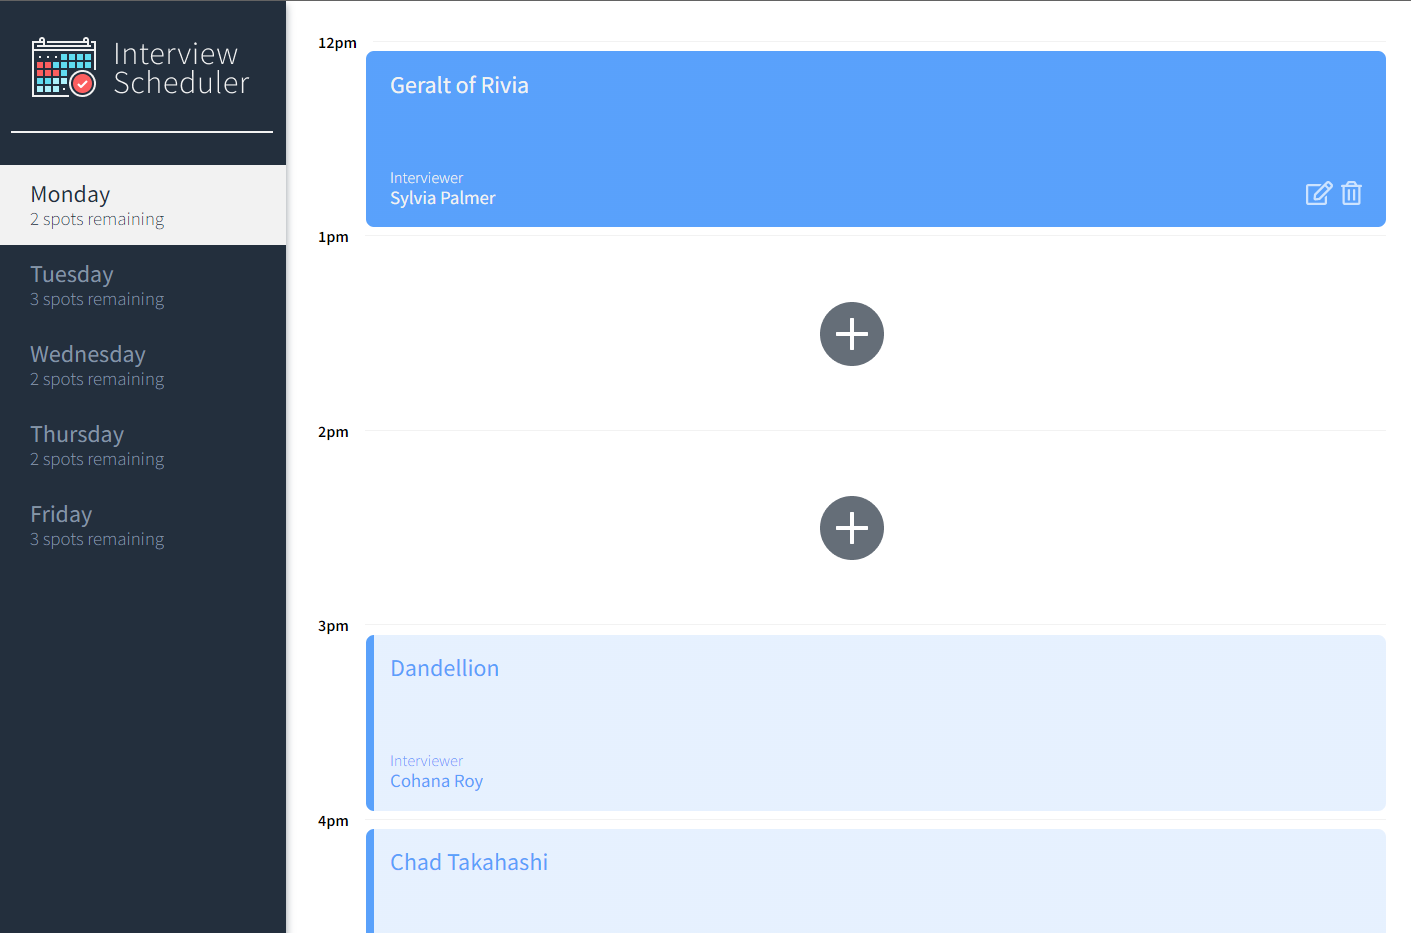 Interview
Scheduler
Monday
2 spots remaining
Tuesday
3 spots remaining
Wednesday
2 spots remaining
Thursday
2 spots remaining
Friday
3 spots remaining
12pm
Geralt of Rivia
Interviewer
Sylvia Palmer
1pm
2pm
3pm
Dandellion
Interviewer
Cohana Roy
4pm
Chad Takahashi